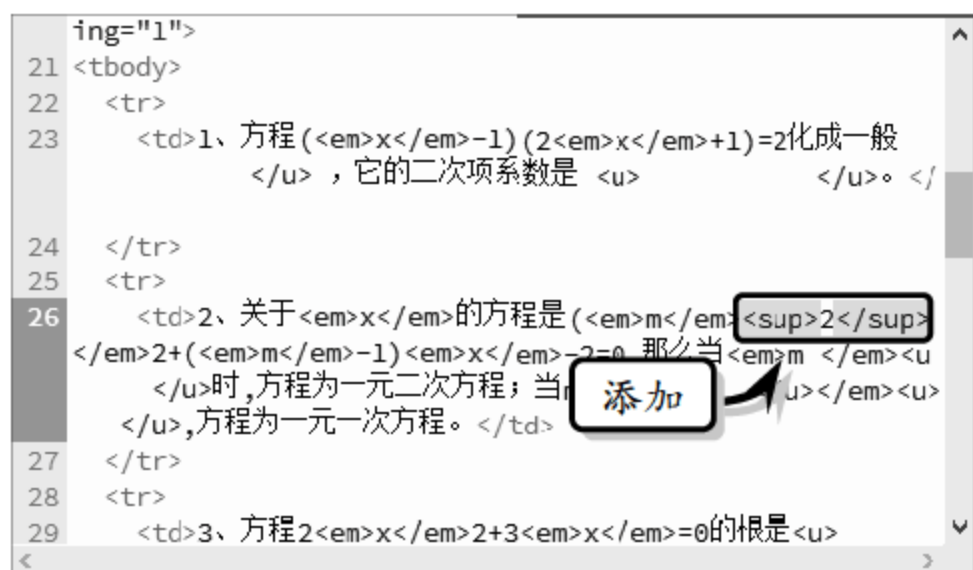 ing="l">
21 <tbody>
22 <tr>
23 <td>1、方程(<em>x</em>-1)(2<em>x</em>+1)=2化成一般
</u> ，它的二次项系数是 <u> </u>。</
24 </tr>
25 <tr>
26 <td>2、关于<em>x</em>的方程是(<em>m</em><sup>2</sup>
</em>2+(<em>m</em>-1)<em>x</em>-2=0,那么当<em>m </em><u
</u>时,方程为一元二次方程；当 u></em><u>
添加
</u>,方程为一元一次方程。</td>
27 </tr>
28 <tr>
29 <td>3、方程2<em>x</em>2+3<em>x</em>=0的根是<u>